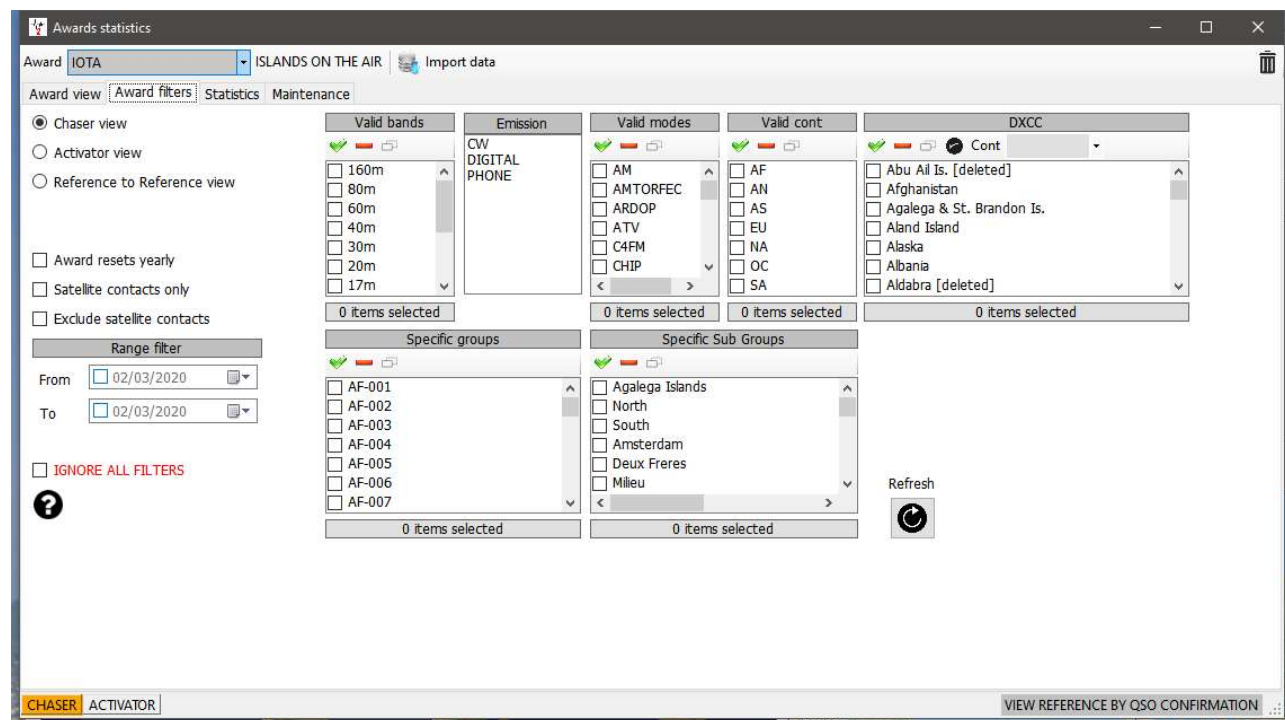 Awards statistics
Award IOTA ISLANDS ON THE AIR Import data
Award view Award filters Statistics Maintenance
Chaser view
Activator view
Reference to Reference view
Award resets yearly
Satellite contacts only
Exclude satellite contacts
Range filter
From 02/03/2020
To 02/03/2020
IGNORE ALL FILTERS
Valid bands
160m
80m
60m
40m
30m
20m
17m
0 items selected
Emission
CW
DIGITAL
PHONE
Valid modes
AM
AMTORFEC
ARDOP
ATV
C4FM
CHIP
0 items selected
Valid cont
AF
AN
AS
EU
NA
OC
SA
0 items selected
DXCC
Cont
Abu Ail Is. [deleted]
Afghanistan
Agalega & St. Brandon Is.
Aland Island
Alaska
Albania
Aldabra [deleted]
0 items selected
Specific groups
AF-001
AF-002
AF-003
AF-004
AF-005
AF-006
AF-007
0 items selected
Specific Sub Groups
Agalega Islands
North
South
Amsterdam
Deux Freres
Milieu
0 items selected
Refresh
CHASER ACTIVATOR
VIEW REFERENCE BY QSO CONFIRMATION